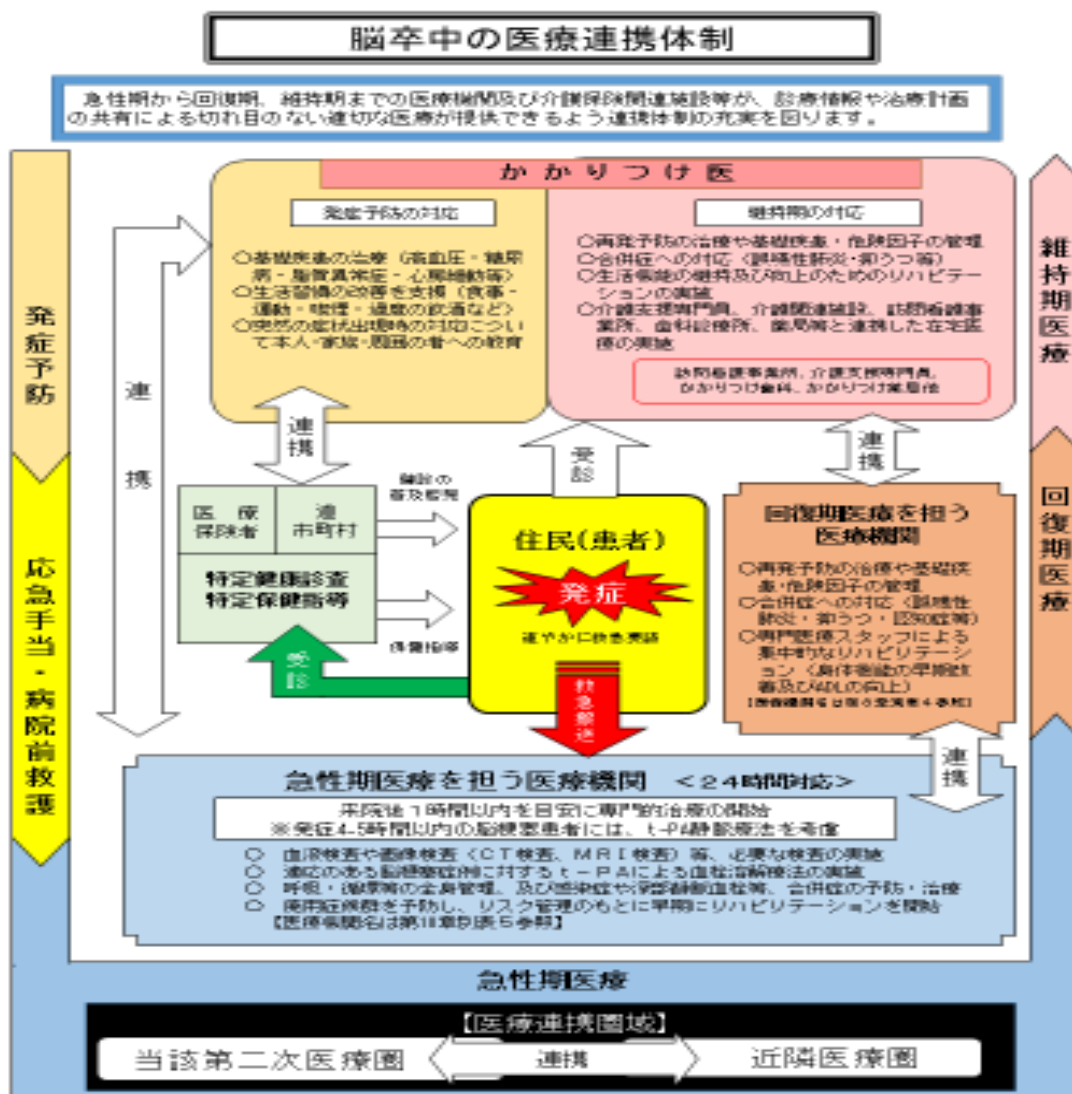 脳卒中の医療連携体制
急性期から回復期、維持期までの医療機関及び介護保険関連施設等が、診療情報や治療計画
の共有による切れ目のない適切な医療が提供できるよう連携体制の充実を図ります。
かかりつけ医
発症予防の対応
○基礎疾患の治療（高血圧・糖尿
病・脂質異常症・心房細動等）
○生活習慣の改善を支援（食事・
運動・喫煙・過度の飲酒など）
○突然の症状出現時の対応につい
て本人・家族・周囲の者への教育
維持期の対応
○再発予防の治療や基礎疾患・危険因子の管理
○合併症への対応（誤嚥性肺炎・抑うつ等）
○生活機能の維持及び向上のためのリハビリテー
ションの実施
○介護支援専門員、介護関連施設、訪問看護事
業所、歯科診療所、薬局等と連携した在宅医
療の実施
訪問看護事業所、介護支援専門員、
かかりつけ歯科、かかりつけ薬局他
発症予防
応急手当・病院前救護
維持期医療
回復期医療
連携
連携
受診
連携
医療
保険者
道
市町村
特定健康診査
特定保健指導
健診の
普及啓発
保健指導
受診
住民(患者)
発症
速やかに救急要請
救急搬送
回復期医療を担う
医療機関
○再発予防の治療や基礎疾
患・危険因子の管理
○合併症への対応（誤嚥性
肺炎・抑うつ・認知症等）
○専門医療スタッフによる
集中的なリハビリテーシ
ョン（身体機能の早期改
善及びADLの向上）
連携
急性期医療を担う医療機関　＜２４時間対応＞
来院後１時間以内を目安に専門的治療の開始
※発症4-5時間以内の脳梗塞患者には、t-PA静脈療法を考慮
○　血液検査や画像検査（ＣＴ検査、ＭＲＩ検査）等、必要な検査の実施
○　適応のある脳梗塞症例に対するｔ－ＰＡによる血栓溶解療法の実施
○　呼吸・循環等の全身管理、及び感染症や深部静脈血栓等、合併症の予防・治療
○　廃用症候群を予防し、リスク管理のもとに早期にリハビリテーションを開始
【医療機関名は第10章別表５参照】
急性期医療
【医療連携圏域】
当該第二次医療圏
連携
近隣医療圏